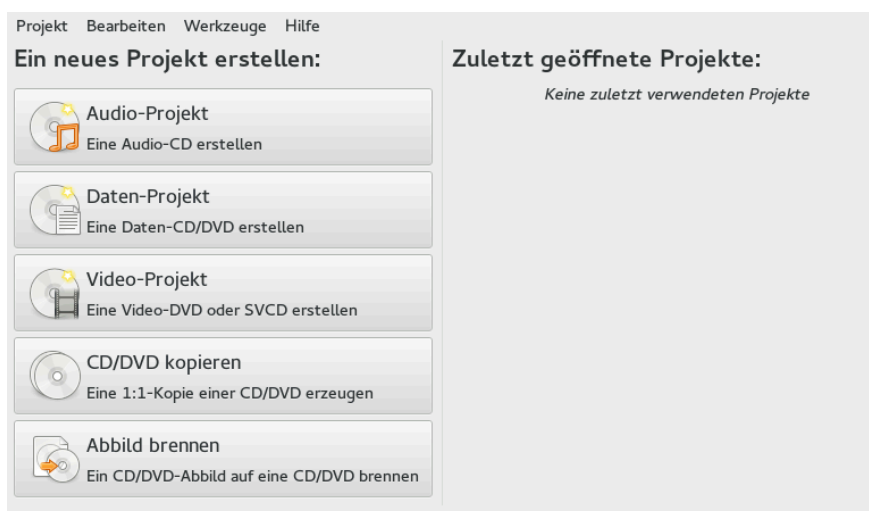 Projekt Bearbeiten Werkzeuge Hilfe
Ein neues Projekt erstellen:
Audio-Projekt
Eine Audio-CD erstellen
Daten-Projekt
Eine Daten-CD/DVD erstellen
Video-Projekt
Eine Video-DVD oder SVCD erstellen
CD/DVD kopieren
Eine 1:1-Kopie einer CD/DVD erzeugen
Abbild brennen
Ein CD/DVD-Abbild auf eine CD/DVD brennen
Zuletzt geöffnete Projekte:
Keine zuletzt verwendeten Projekte